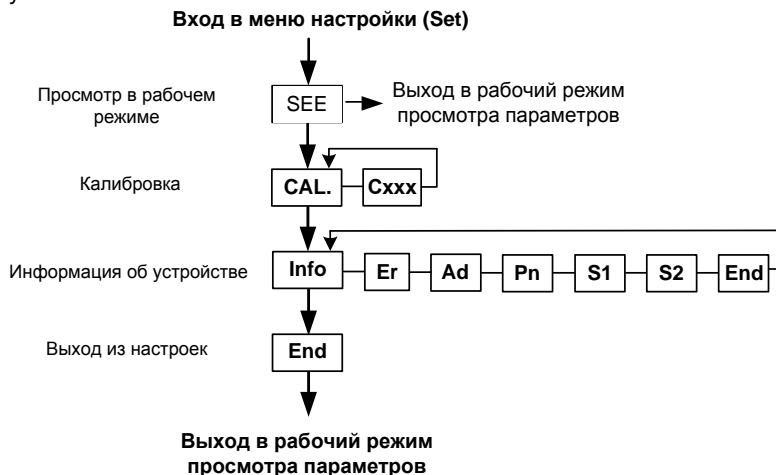 Вход в меню настройки (Set)
Просмотр в рабочем
режиме
SEE
Выход в рабочий режим
просмотра параметров
Калибровка
CAL.
Cxxx
Информация об устройстве
Info
Er
Ad
Pn
S1
S2
End
Выход из настроек
End
Выход в рабочий режим
просмотра параметров